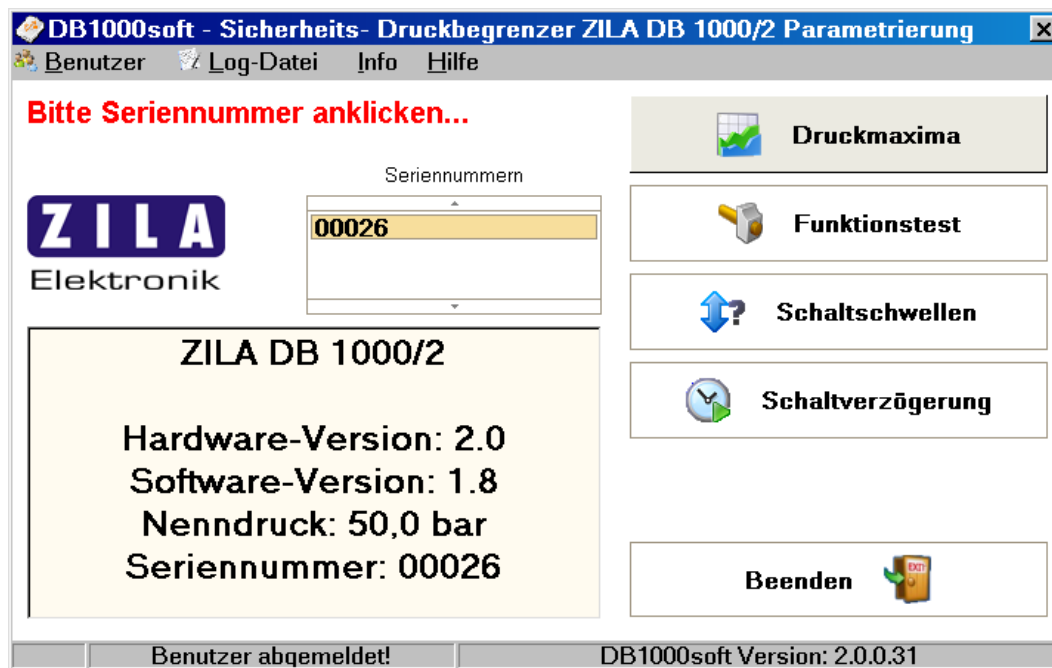 DB1000soft - Sicherheits- Druckbegrenzer ZILA DB 1000/2 Parametrierung
Benutzer Log-Datei Info Hilfe
Bitte Seriennummer anklicken...
Seriennummern
00026
ZILA
Elektronik
ZILA DB 1000/2
Hardware-Version: 2.0
Software-Version: 1.8
Nenndruck: 50,0 bar
Seriennummer: 00026
Druckmaxima
Funktionstest
Schaltschwellen
Schaltverzögerung
Beenden
EXIT
Benutzer abgemeldet! DB1000soft Version: 2.0.0.31